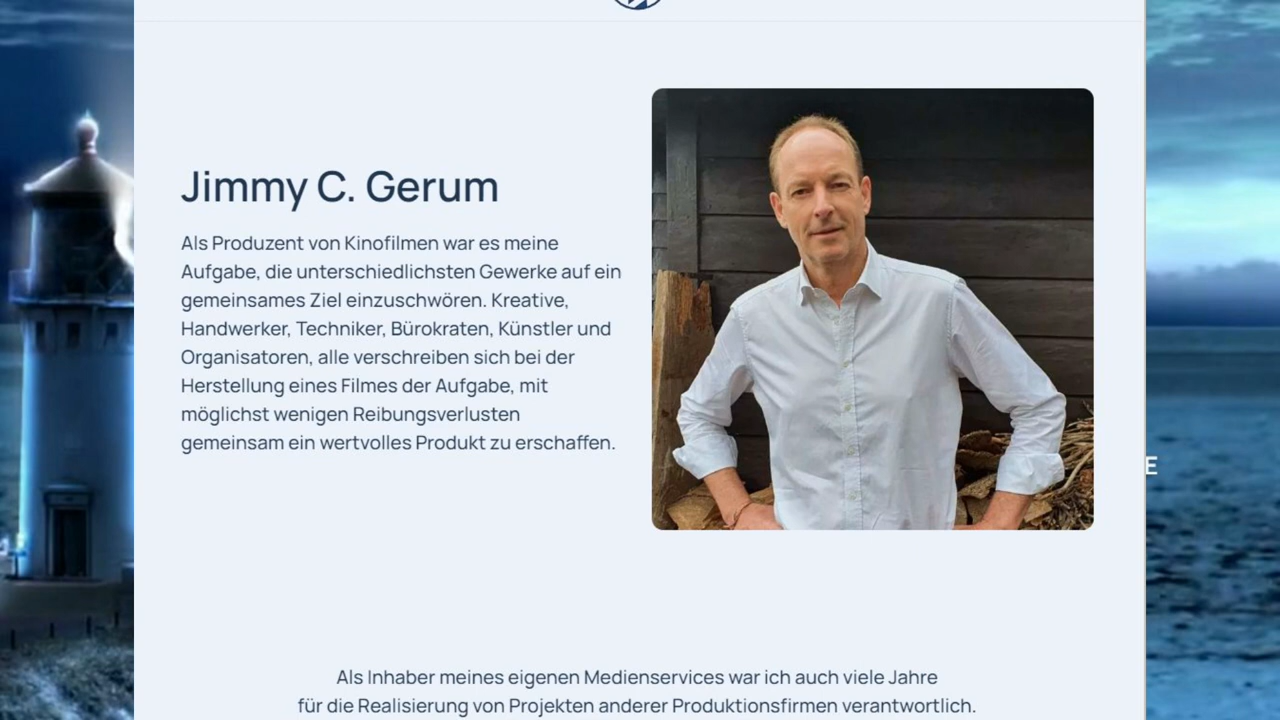 Jimmy C. Gerum
Als Produzent von Kinofilmen war es meine
Aufgabe, die unterschiedlichsten Gewerke auf ein
gemeinsames Ziel einzuschwören. Kreative,
Handwerker, Techniker, Bürokraten, Künstler und
Organisatoren, alle verschreiben sich bei der
Herstellung eines Filmes der Aufgabe, mit
möglichst wenigen Reibungsverlusten
gemeinsam ein wertvolles Produkt zu erschaffen.
E
Als Inhaber meines eigenen Medienservices war ich auch viele Jahre
für die Realisierung von Projekten anderer Produktionsfirmen verantwortlich.